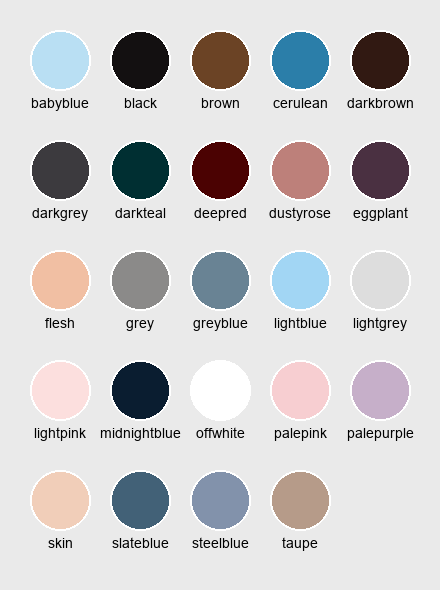 babyblue black brown cerulean darkbrown
darkgrey darkteal deepred dustyrose eggplant
flesh grey greyblue lightblue lightgrey
lightpink midnightblue offwhite palepink palepurple
skin slateblue steelblue taupe